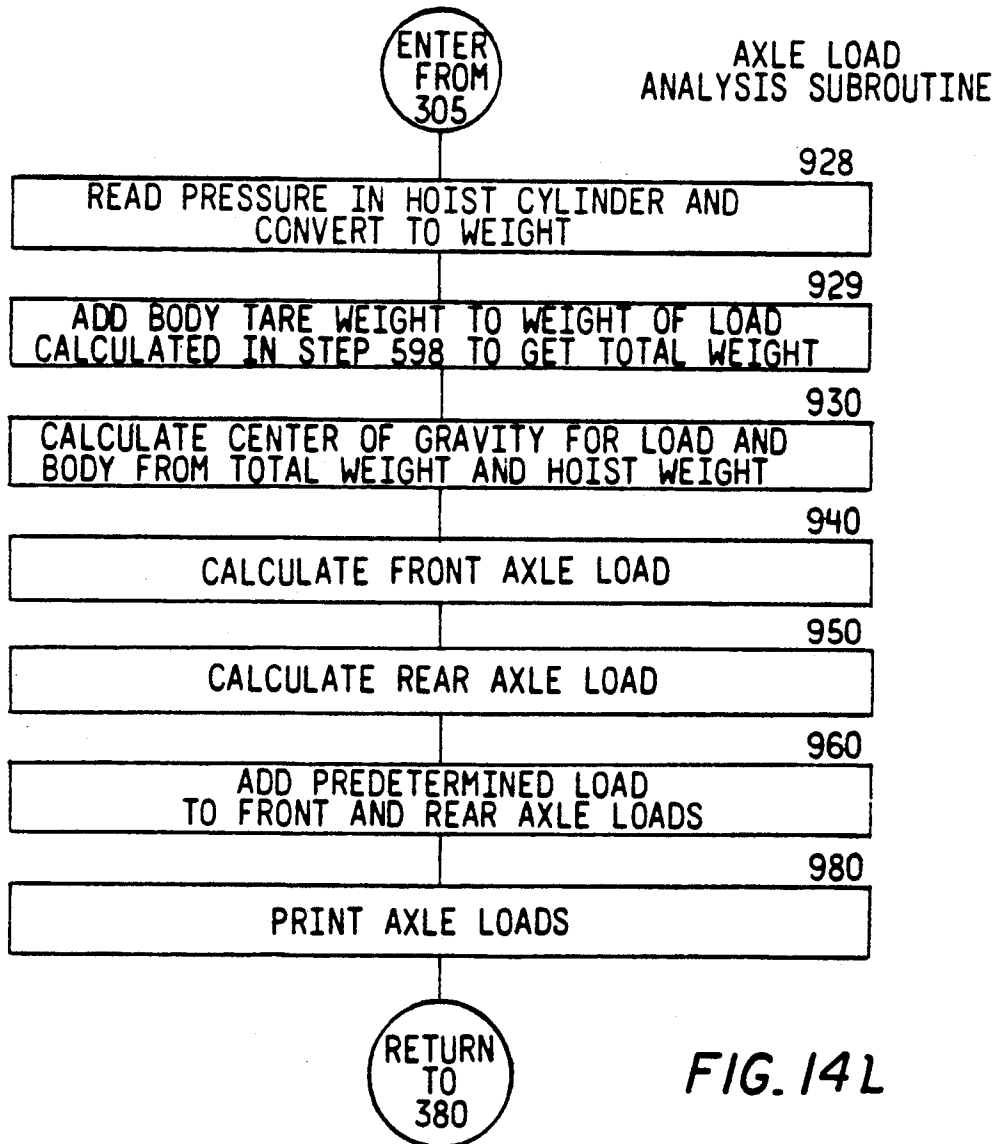 ENTER
FROM
305
AXLE LOAD
ANALYSIS SUBROUTINE
928
READ PRESSURE IN HOIST CYLINDER AND
CONVERT TO WEIGHT
929
ADD BODY TARE WEIGHT TO WEIGHT OF LOAD
CALCULATED IN STEP 598 TO GET TOTAL WEIGHT
930
CALCULATE CENTER OF GRAVITY FOR LOAD AND
BODY FROM TOTAL WEIGHT AND HOIST WEIGHT
940
CALCULATE FRONT AXLE LOAD
950
CALCULATE REAR AXLE LOAD
960
ADD PREDETERMINED LOAD
TO FRONT AND REAR AXLE LOADS
980
PRINT AXLE LOADS
RETURN
TO
380
FIG. 14L